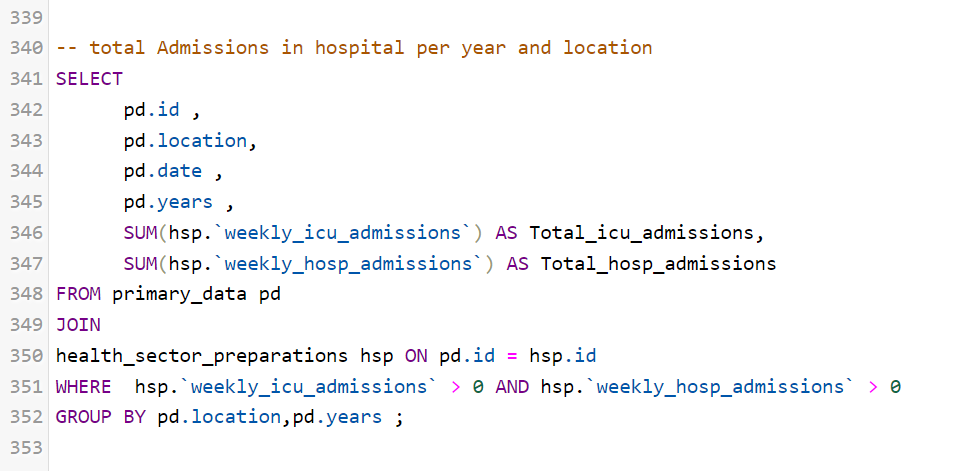 339
340 -- total Admissions in hospital per year and location
341 SELECT
342 pd.id ,
343 pd.location,
344 pd.date ,
345 pd.years ,
346 SUM(hsp.`weekly_icu_admissions`) AS Total_icu_admissions,
347 SUM(hsp.`weekly_hosp_admissions`) AS Total_hosp_admissions
348 FROM primary_data pd
349 JOIN
350 health_sector_preparations hsp ON pd.id = hsp.id
351 WHERE  hsp.`weekly_icu_admissions` > 0 AND hsp.`weekly_hosp_admissions` > 0
352 GROUP BY pd.location,pd.years ;
353